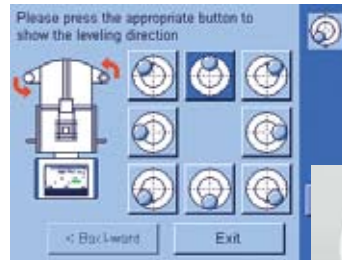 Please press the appropriate button to
show the leveling direction
< Backward
Exit